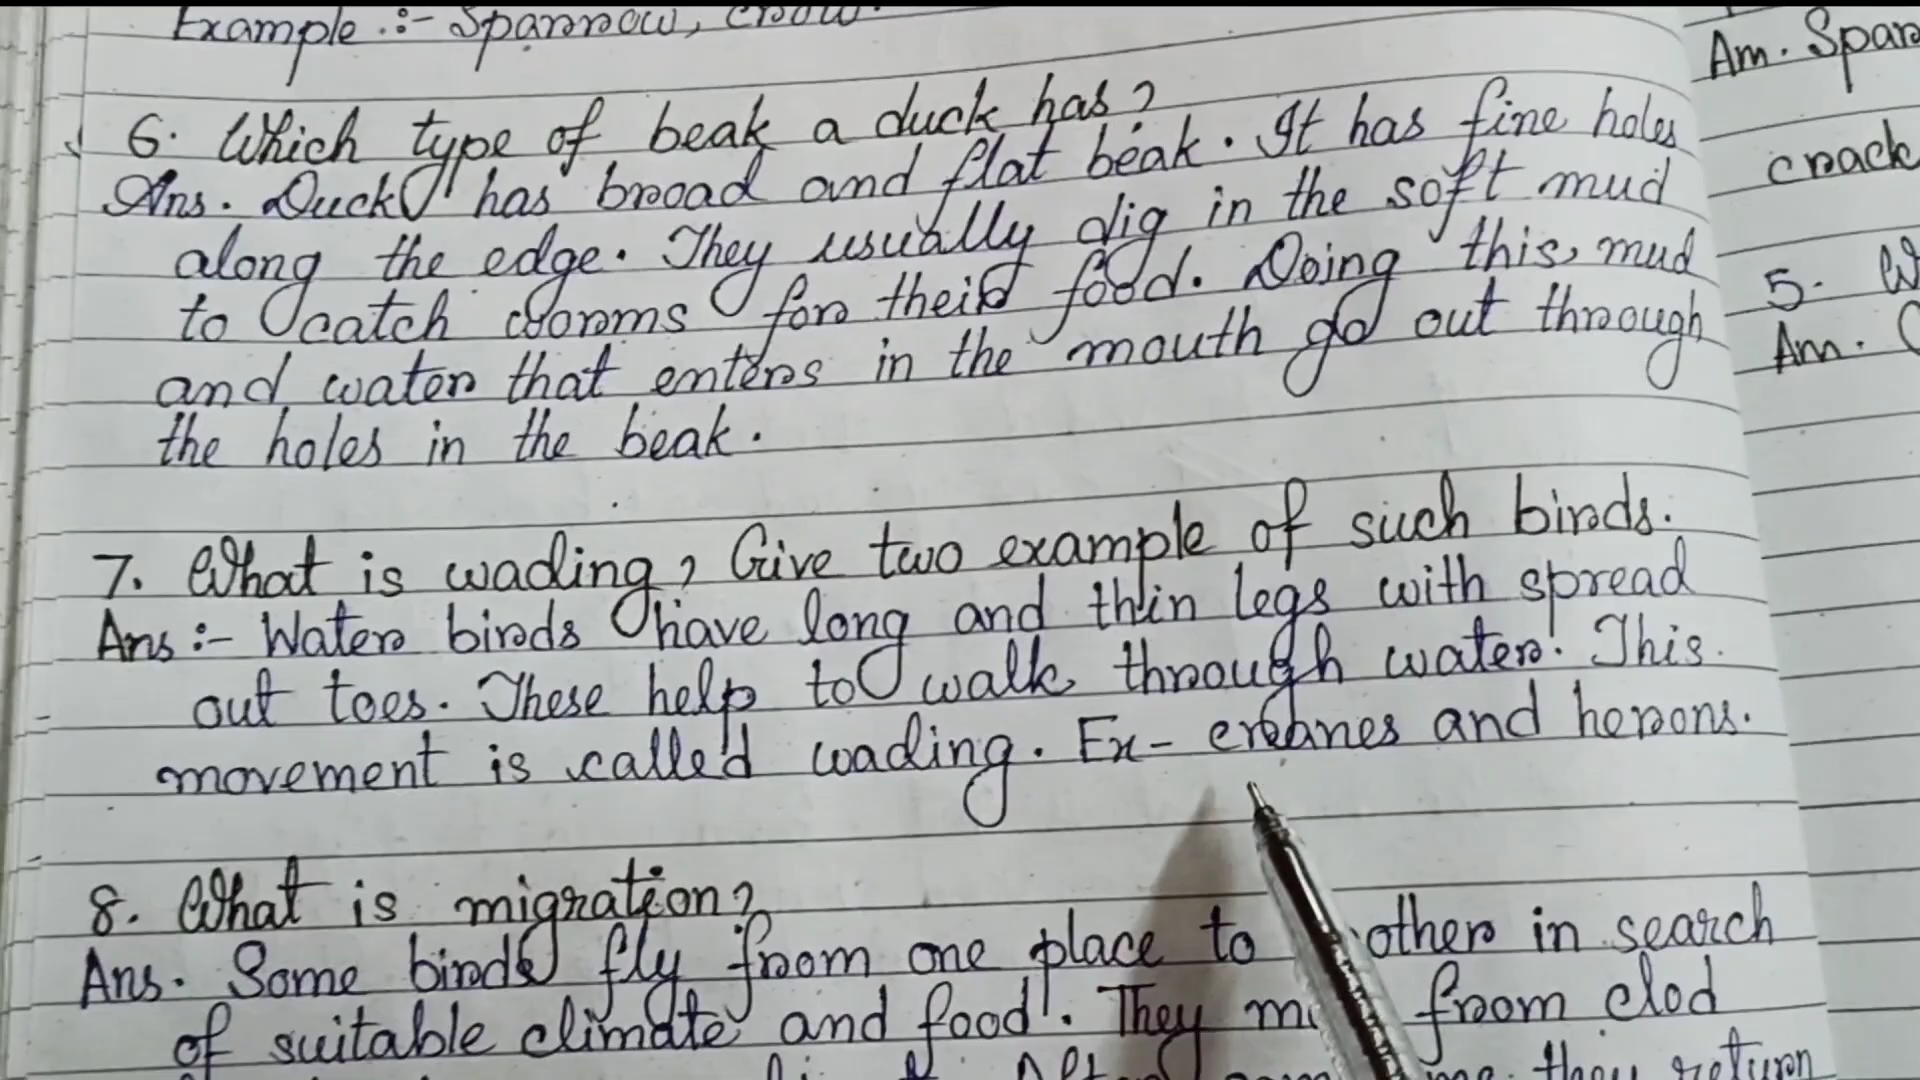 Example :- Sparrow, crow.
6. Which type of beak a duck has?
Ans. Duck has broad and flat beak. It has fine holes
along the edge. They usually dig in the soft mud
to catch worms for their food. Doing this, mud
and water that enters in the mouth go out through
the holes in the beak.
7. What is wading? Give two example of such birds.
Ans :- Water birds have long and thin legs with spread
out toes. These help to walk through water. This
movement is called wading. Ex- cranes and herons.
8. What is migration?
Ans. Some birds fly from one place to other in search
of suitable climate and food. They from clod
they return
Am. Spar
crack
5. W
Am.